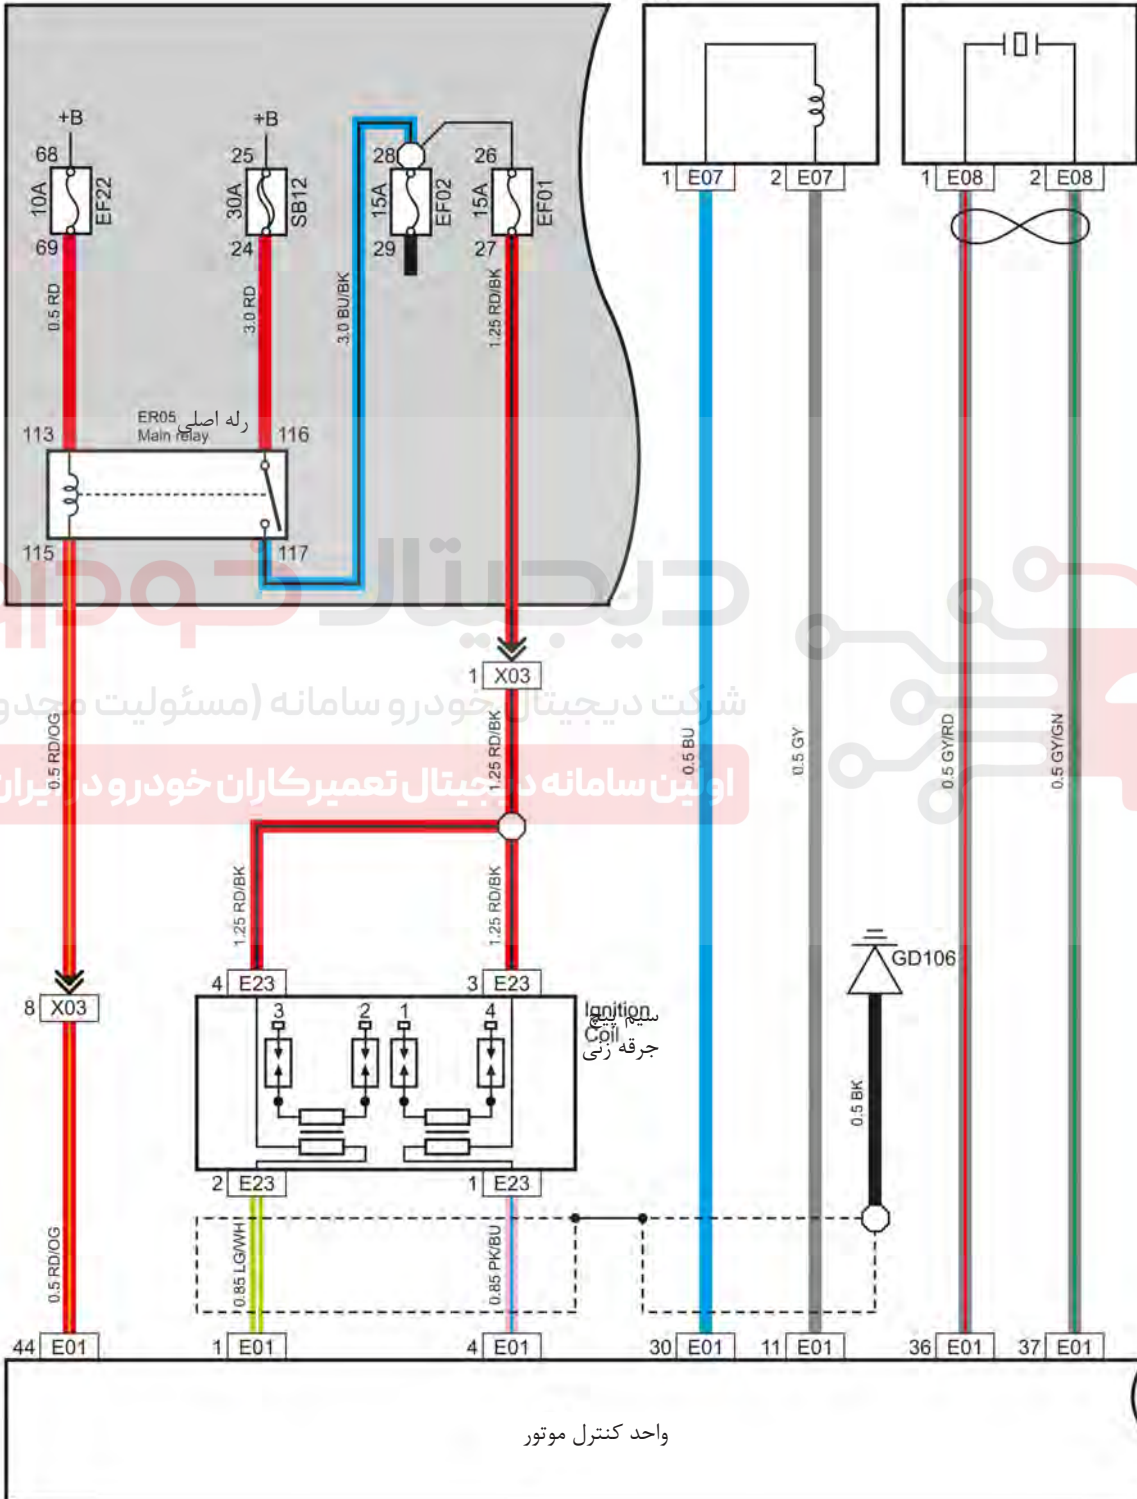 +B
+B
68
10A
EF22
69
25
30A
SB12
24
28
15A
EF02
29
26
15A
EF01
27
1 E07
2 E07
1 E08
2 E08
0.5 RD
3.0 RD
3.0 BU/BK
1.25 RD/BK
113
ER05 رله اصلی
Main relay
116
115
117
دیجیتال خودرو
1 X03
شرکت دیجیتال خودرو سامانه (مسئولیت محدو
0.5 RD/OG
1.25 RD/BK
0.5 BU
0.5 GY
0.5 GY/RD
0.5 GY/GN
اولین سامانه دیجیتال تعمیرکاران خودرو در ایران
1.25 RD/BK
1.25 RD/BK
GD106
4 E23
3 E23
8 X03
3
2
1
4
Ignition
Coil
سیم پیچ
جرقه زنی
0.5 BK
2 E23
1 E23
0.5 RD/OG
0.85 LG/WH
0.85 PK/BU
44 E01
1 E01
4 E01
30 E01
11 E01
36 E01
37 E01
واحد کنترل موتور